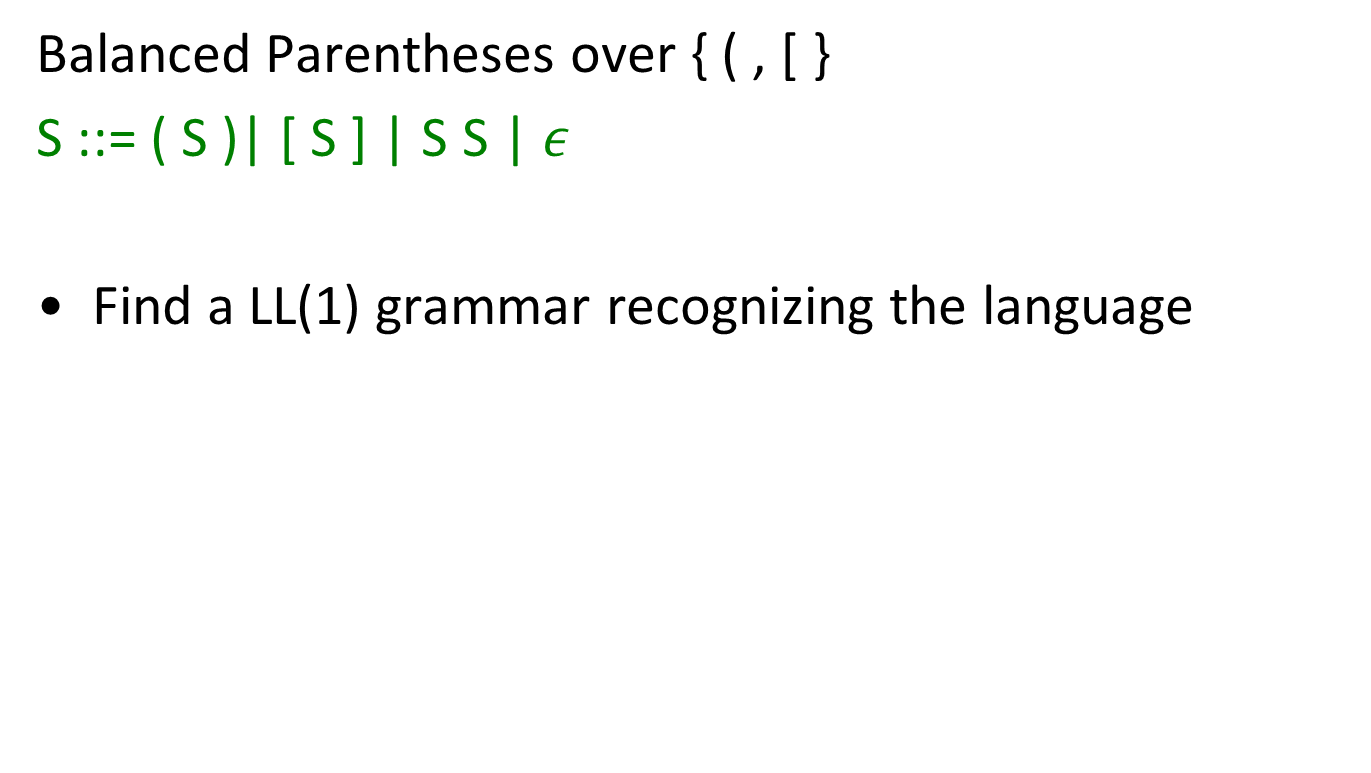 Balanced Parentheses over { ( , [ }
S ::= ( S )| [ S ] | S S | ϵ
• Find a LL(1) grammar recognizing the language